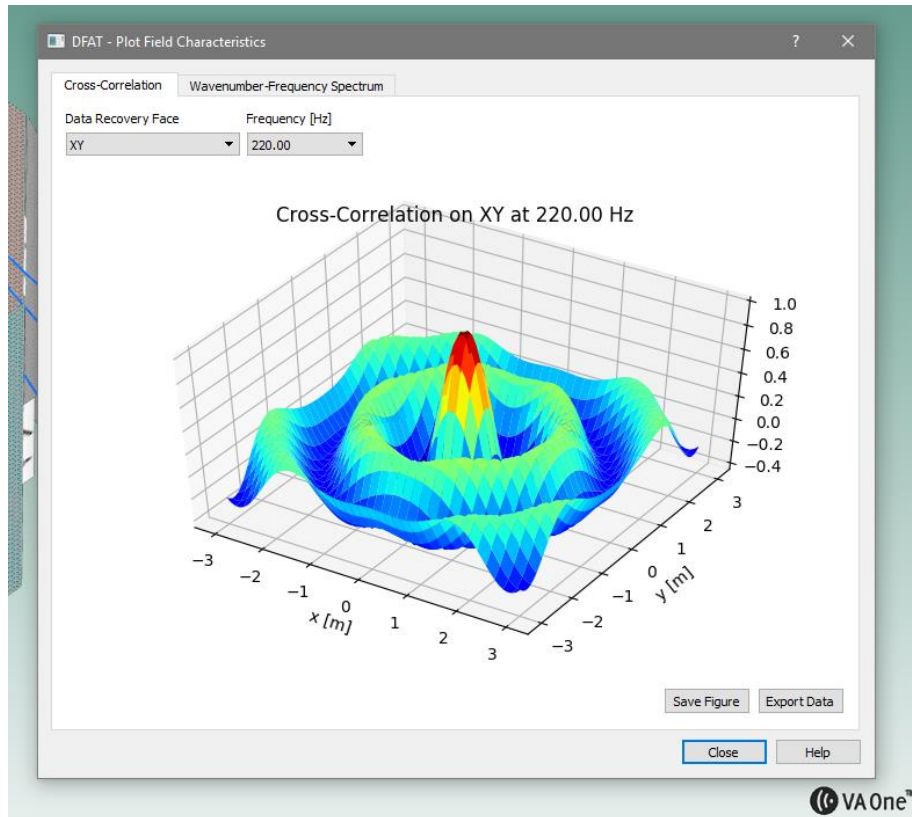 DFAT - Plot Field Characteristics
?
Cross-Correlation Wavenumber-Frequency Spectrum
Data Recovery Face Frequency [Hz]
XY 220.00
Cross-Correlation on XY at 220.00 Hz
1.0
0.8
0.6
0.4
0.2
0.0
−0.2
−0.4
−3
−2
−1
0
1
2
3
x [m]
−3
−2
−1
0
1
2
3
y [m]
Save Figure Export Data
Close Help
VA One™